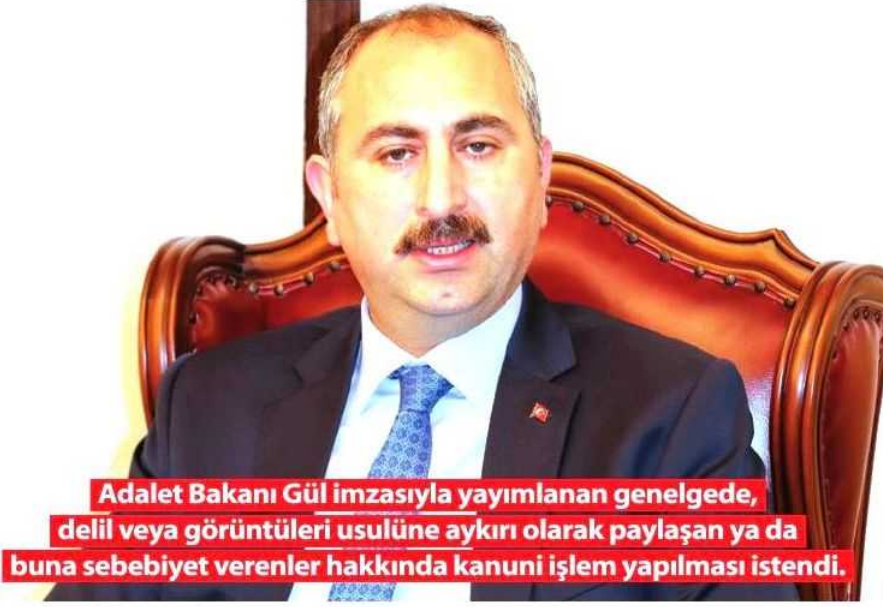 Adalet Bakanı Gül imzasıyla yayımlanan genelgede,
delil veya görüntüleri usulüne aykırı olarak paylaşan ya da
buna sebebiyet verenler hakkında kanuni işlem yapılması istendi.